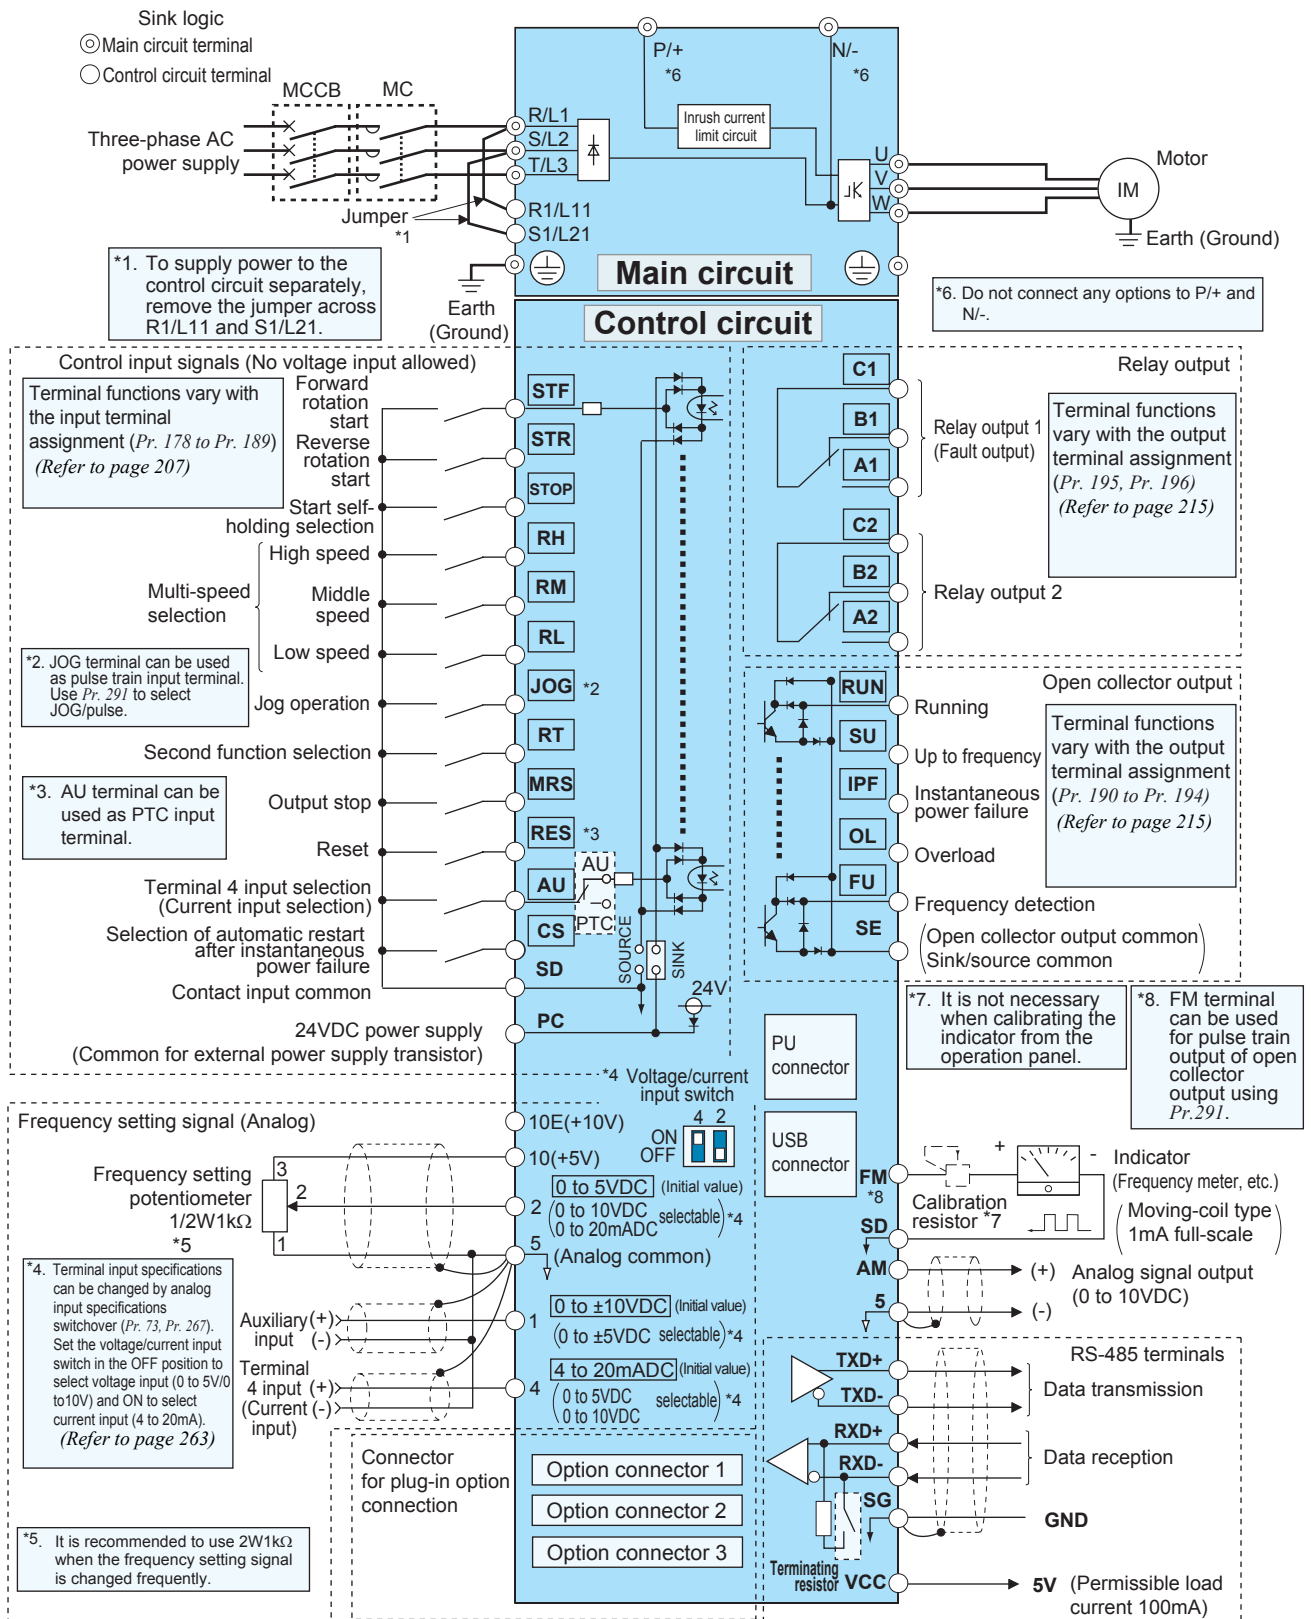 Sink logic
Main circuit terminal
Control circuit terminal
MCCB
MC
Three-phase AC
power supply
Jumper
*1
R/L1
S/L2
T/L3
R1/L11
S1/L21
Earth
(Ground)
P/+
*6
N/-
*6
Inrush current
limit circuit
U
V
W
Motor
IM
Earth (Ground)
Main circuit
*1. To supply power to the
control circuit separately,
remove the jumper across
R1/L11 and S1/L21.
*6. Do not connect any options to P/+ and
N/-.
Control circuit
Control input signals (No voltage input allowed)
Terminal functions vary with
the input terminal
assignment (Pr. 178 to Pr. 189)
(Refer to page 207)
Forward
rotation
start
Reverse
rotation
start
Start self-
holding selection
Multi-speed
selection
High speed
Middle
speed
Low speed
*2. JOG terminal can be used
as pulse train input terminal.
Use Pr. 291 to select
JOG/pulse.
Jog operation
Second function selection
*3. AU terminal can be
used as PTC input
terminal.
Output stop
Reset
Terminal 4 input selection
(Current input selection)
Selection of automatic restart
after instantaneous
power failure
Contact input common
24VDC power supply
(Common for external power supply transistor)
STF
STR
STOP
RH
RM
RL
JOG *2
RT
MRS
RES *3
AU
AU
PTC
CS
SD
PC
SOURCE
SINK
24V
Relay output
C1
B1
A1
Relay output 1
(Fault output)
Terminal functions
vary with the output
terminal assignment
(Pr. 195, Pr. 196)
(Refer to page 215)
C2
B2
A2
Relay output 2
Open collector output
RUN
Running
SU
Up to frequency
IPF
Instantaneous
power failure
OL
Overload
FU
Frequency detection
SE
Open collector output common
Sink/source common
Terminal functions
vary with the output
terminal assignment
(Pr. 190 to Pr. 194)
(Refer to page 215)
*7. It is not necessary
when calibrating the
indicator from the
operation panel.
*8. FM terminal
can be used
for pulse train
output of open
collector
output using
Pr.291.
PU
connector
USB
connector
*4 Voltage/current
input switch
4 2
ON
OFF
Frequency setting signal (Analog)
Frequency setting
potentiometer
1/2W1kΩ
*5
3
2
1
10E(+10V)
10(+5V)
2
0 to 5VDC (Initial value)
(0 to 10VDC
0 to 20mADC selectable) *4
5
(Analog common)
1
0 to ±10VDC (Initial value)
(0 to ±5VDC selectable) *4
4
4 to 20mADC (Initial value)
(0 to 5VDC
0 to 10VDC selectable) *4
*4. Terminal input specifications
can be changed by analog
input specifications
switchover (Pr. 73, Pr. 267).
Set the voltage/current input
switch in the OFF position to
select voltage input (0 to 5V/0
to10V) and ON to select
current input (4 to 20mA).
(Refer to page 263)
Auxiliary (+)
input (-)
Terminal
4 input (+)
(Current (-)
input)
*5. It is recommended to use 2W1kΩ
when the frequency setting signal
is changed frequently.
Connector
for plug-in option
connection
Option connector 1
Option connector 2
Option connector 3
FM
*8
Calibration
resistor *7
+
-
Indicator
(Frequency meter, etc.)
(Moving-coil type
1mA full-scale)
SD
AM
5
(+)
(-)
Analog signal output
(0 to 10VDC)
RS-485 terminals
TXD+
TXD-
Data transmission
RXD+
RXD-
Data reception
SG
GND
Terminating
resistor
VCC
5V (Permissible load
current 100mA)